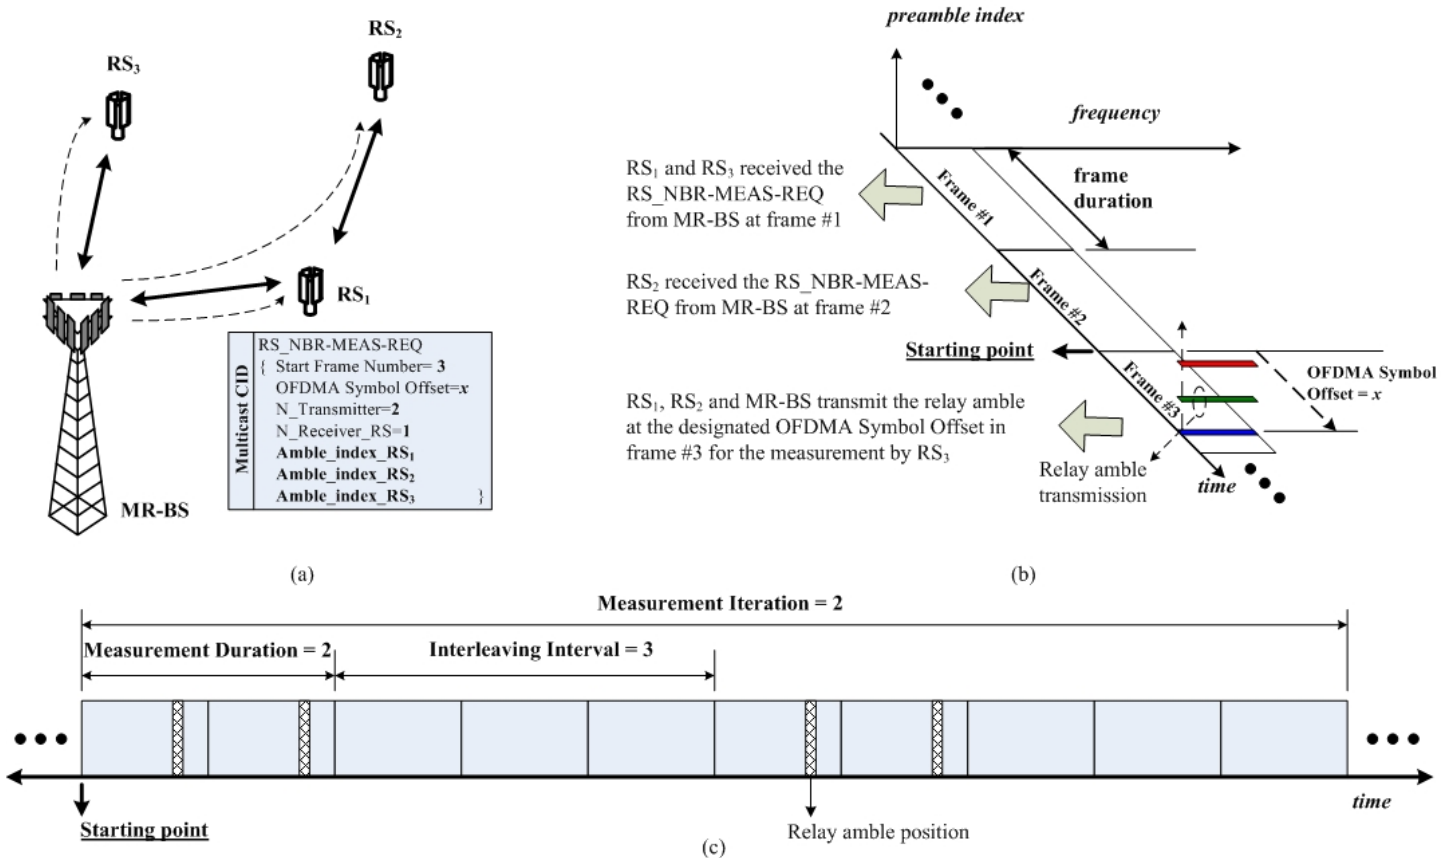 RS₃
RS₂
RS₁
MR-BS
Multicast CID
RS_NBR-MEAS-REQ
{ Start Frame Number= 3
OFDMA Symbol Offset=x
N_Transmitter=2
N_Receiver_RS=1
Amble_index_RS₁
Amble_index_RS₂
Amble_index_RS₃ }
(a)
preamble index
frequency
frame
duration
RS₁ and RS₃ received the
RS_NBR-MEAS-REQ
from MR-BS at frame #1
Frame #1
RS₂ received the RS_NBR-MEAS-
REQ from MR-BS at frame #2
Frame #2
Starting point
Frame #3
OFDMA Symbol
Offset = x
RS₁, RS₂ and MR-BS transmit the relay amble
at the designated OFDMA Symbol Offset in
frame #3 for the measurement by RS₃
Relay amble
transmission
time
(b)
Measurement Iteration = 2
Measurement Duration = 2
Interleaving Interval = 3
time
Starting point
Relay amble position
(c)